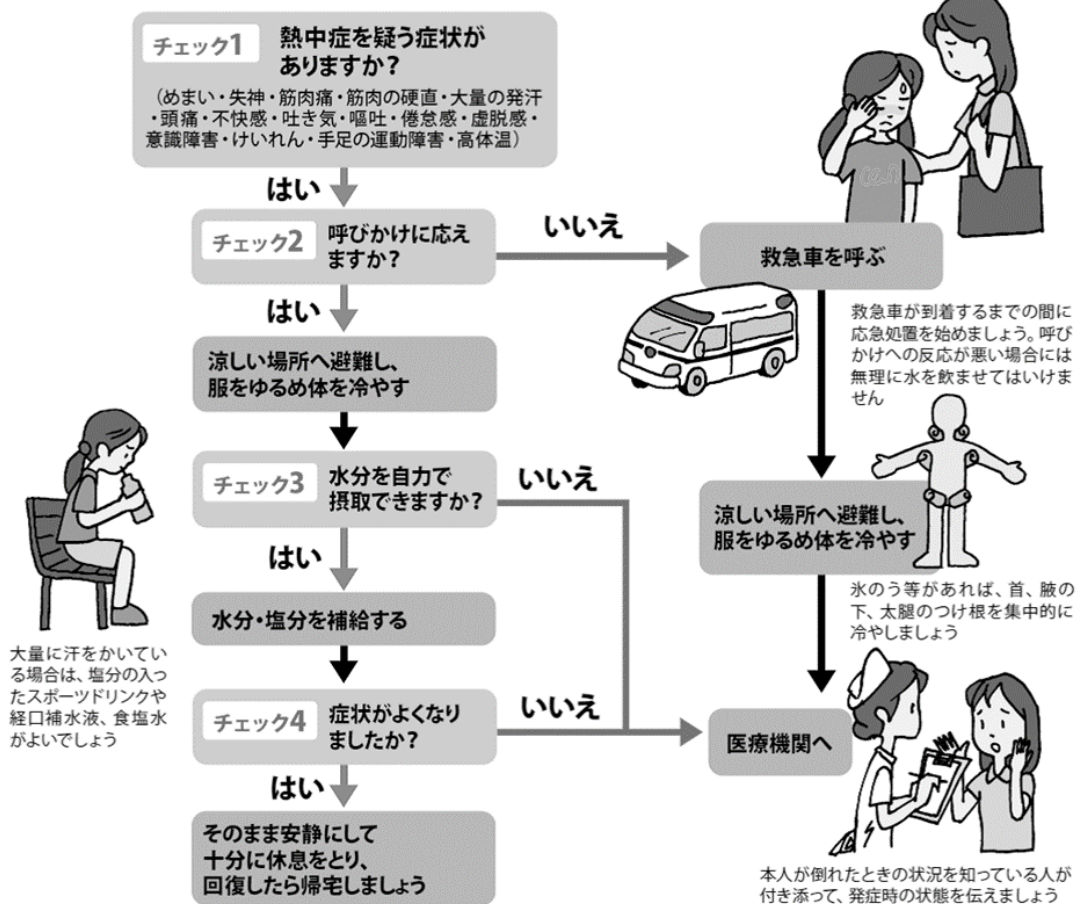 チェック1
熱中症を疑う症状が
ありますか?
(めまい・失神・筋肉痛・筋肉の硬直・大量の発汗
・頭痛・不快感・吐き気・嘔吐・倦怠感・虚脱感・
意識障害・けいれん・手足の運動障害・高体温)
はい
チェック2
呼びかけに応え
ますか?
いいえ
救急車を呼ぶ
救急車が到着するまでの間に
応急処置を始めましょう。呼び
かけへの反応が悪い場合には
無理に水を飲ませてはいけま
せん
はい
涼しい場所へ避難し、
服をゆるめ体を冷やす
チェック3
水分を自力で
摂取できますか?
いいえ
涼しい場所へ避難し、
服をゆるめ体を冷やす
氷のう等があれば、首、腋の
下、太腿のつけ根を集中的に
冷やしましょう
はい
水分・塩分を補給する
大量に汗をかいてい
る場合は、塩分の入っ
たスポーツドリンクや
経口補水液、食塩水
がよいでしょう
チェック4
症状がよくなり
ましたか?
いいえ
医療機関へ
はい
そのまま安静にして
十分に休息をとり、
回復したら帰宅しましょう
本人が倒れたときの状況を知っている人が
付き添って、発症時の状態を伝えましょう